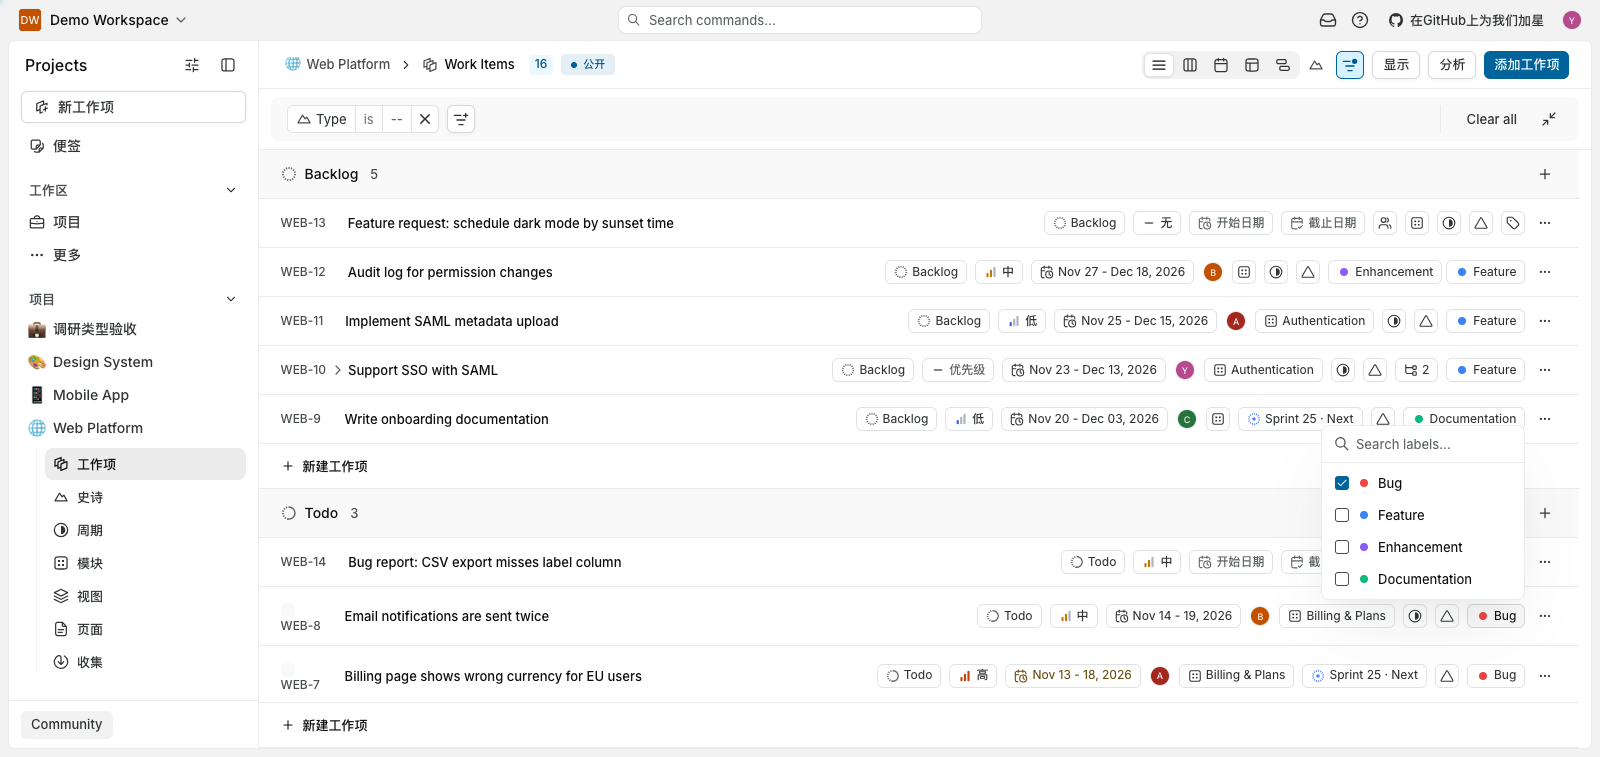 DW Demo Workspace
Search commands...
在GitHub上为我们加星
Y
Projects
新工作项
便签
工作区
项目
更多
项目
调研类型验收
Design System
Mobile App
Web Platform
工作项
史诗
周期
模块
视图
页面
收集
Community
Web Platform
Work Items
16
公开
显示
分析
添加工作项
Type is --
Clear all
Backlog 5
WEB-13 Feature request: schedule dark mode by sunset time Backlog 无 开始日期 截止日期
WEB-12 Audit log for permission changes Backlog 中 Nov 27 - Dec 18, 2026 B Enhancement Feature
WEB-11 Implement SAML metadata upload Backlog 低 Nov 25 - Dec 15, 2026 A Authentication Feature
WEB-10 Support SSO with SAML Backlog 优先级 Nov 23 - Dec 13, 2026 Y Authentication 2 Feature
WEB-9 Write onboarding documentation Backlog 低 Nov 20 - Dec 03, 2026 C Sprint 25 · Next Documentation
新建工作项
Search labels...
Bug
Feature
Enhancement
Documentation
Todo 3
WEB-14 Bug report: CSV export misses label column Todo 中 开始日期 截
WEB-8 Email notifications are sent twice Todo 中 Nov 14 - 19, 2026 B Billing & Plans Bug
WEB-7 Billing page shows wrong currency for EU users Todo 高 Nov 13 - 18, 2026 A Billing & Plans Sprint 25 · Next Bug
新建工作项